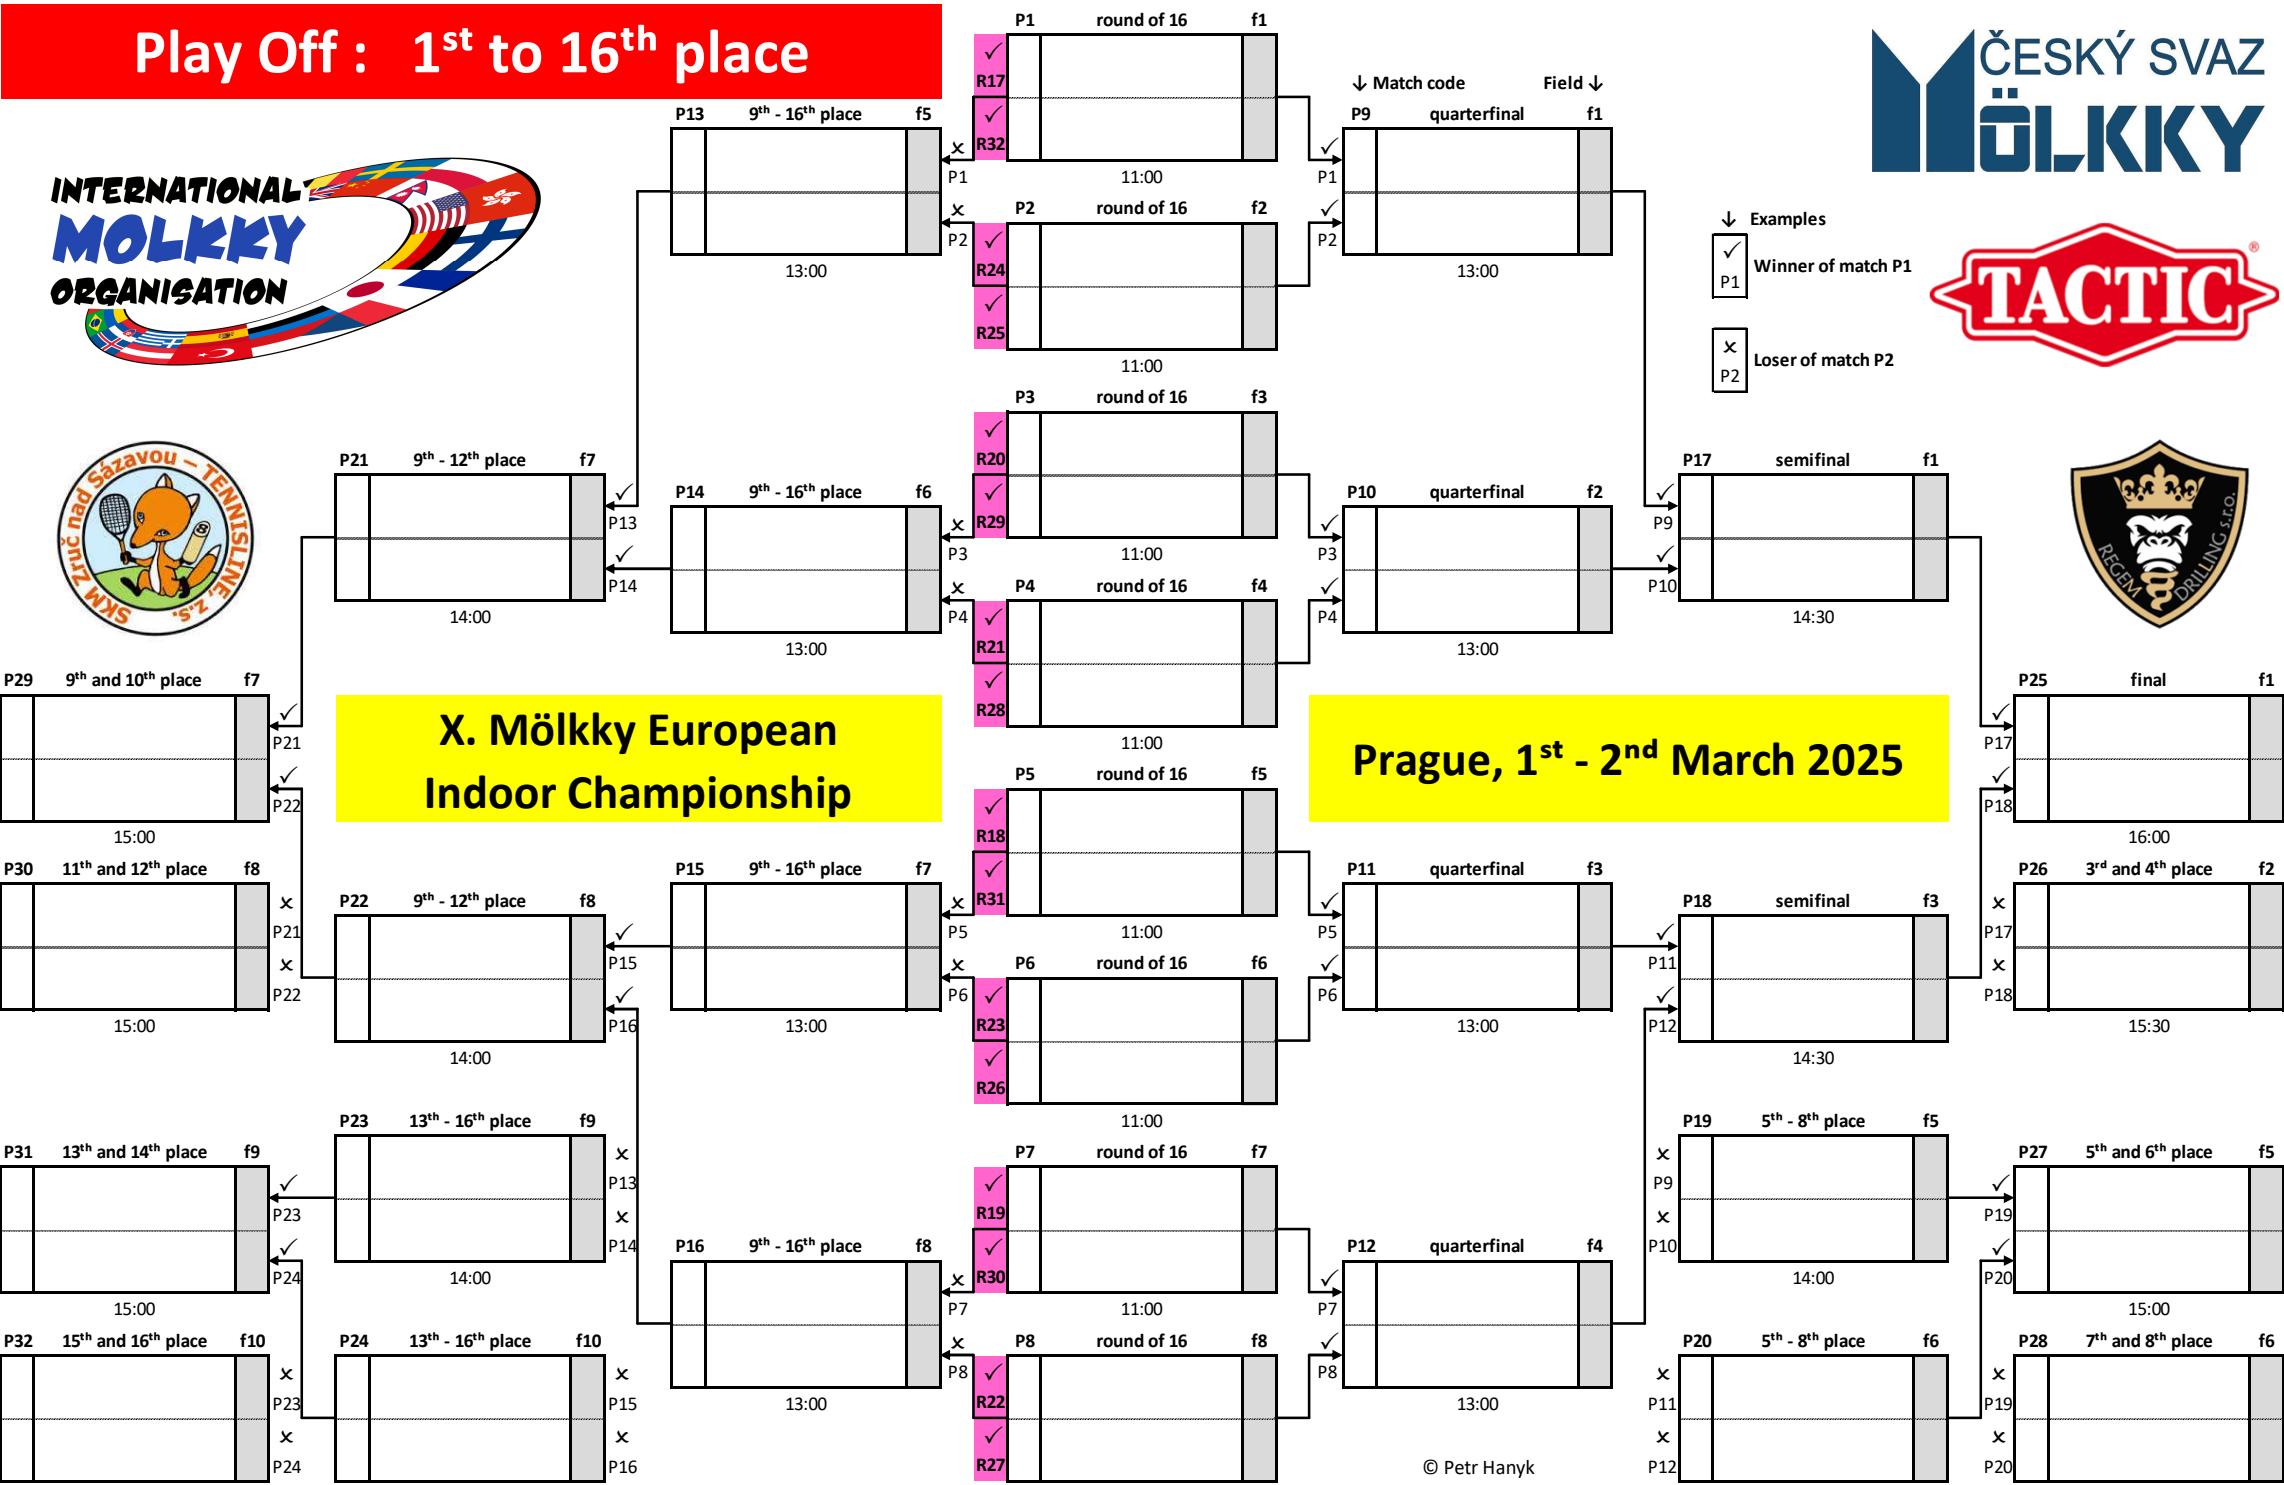 Play Off :   1st to 16th place
INTERNATIONAL
MOLKKY
ORGANISATION
ČESKÝ SVAZ
MÖLKKY
↓ Match code   Field ↓
↓ Examples
✓ P1 Winner of match P1
x P2 Loser of match P2
TACTIC®
SKM Zruč nad Sázavou – TENNISLINE, z.s.
REGEM DRILLING s.r.o.
X. Mölkky European
Indoor Championship
Prague, 1st - 2nd March 2025
P1 round of 16 f1
✓ R17
✓ R32
11:00
P2 round of 16 f2
✓ R24
✓ R25
11:00
P3 round of 16 f3
✓ R20
✓ R29
11:00
P4 round of 16 f4
✓ R21
✓ R28
11:00
P5 round of 16 f5
✓ R18
✓ R31
11:00
P6 round of 16 f6
✓ R23
✓ R26
11:00
P7 round of 16 f7
✓ R19
✓ R30
11:00
P8 round of 16 f8
✓ R22
✓ R27
P13 9th - 16th place f5
x P1
x P2
13:00
P14 9th - 16th place f6
x P3
x P4
13:00
P15 9th - 16th place f7
x P5
x P6
13:00
P16 9th - 16th place f8
x P7
x P8
13:00
P21 9th - 12th place f7
✓ P13
✓ P14
14:00
P22 9th - 12th place f8
✓ P15
✓ P16
14:00
P23 13th - 16th place f9
x P13
x P14
14:00
P24 13th - 16th place f10
x P15
x P16
P29 9th and 10th place f7
✓ P21
✓ P22
15:00
P30 11th and 12th place f8
x P21
x P22
15:00
P31 13th and 14th place f9
✓ P23
✓ P24
15:00
P32 15th and 16th place f10
x P23
x P24
P9 quarterfinal f1
✓ P1
✓ P2
13:00
P10 quarterfinal f2
✓ P3
✓ P4
13:00
P11 quarterfinal f3
✓ P5
✓ P6
13:00
P12 quarterfinal f4
✓ P7
✓ P8
13:00
P17 semifinal f1
✓ P9
✓ P10
14:30
P18 semifinal f3
✓ P11
✓ P12
14:30
P19 5th - 8th place f5
x P9
x P10
14:00
P20 5th - 8th place f6
x P11
x P12
P25 final f1
✓ P17
✓ P18
16:00
P26 3rd and 4th place f2
x P17
x P18
15:30
P27 5th and 6th place f5
✓ P19
✓ P20
15:00
P28 7th and 8th place f6
x P19
x P20
© Petr Hanyk